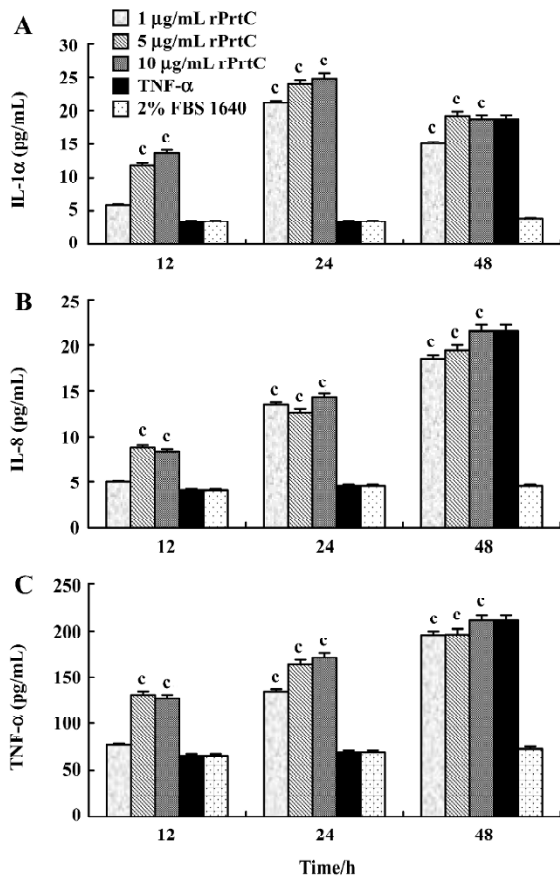 A
1 μg/mL rPrtC
5 μg/mL rPrtC
10 μg/mL rPrtC
TNF-α
2% FBS 1640
IL-1α (pg/mL)
35
30
25
20
15
10
5
0
c c
c c c
c c c
12 24 48
B
IL-8 (pg/mL)
25
20
15
10
5
0
c c
c c c
c c c
12 24 48
C
TNF-α (pg/mL)
250
200
150
100
50
0
c c
c c c
c c c
12 24 48
Time/h